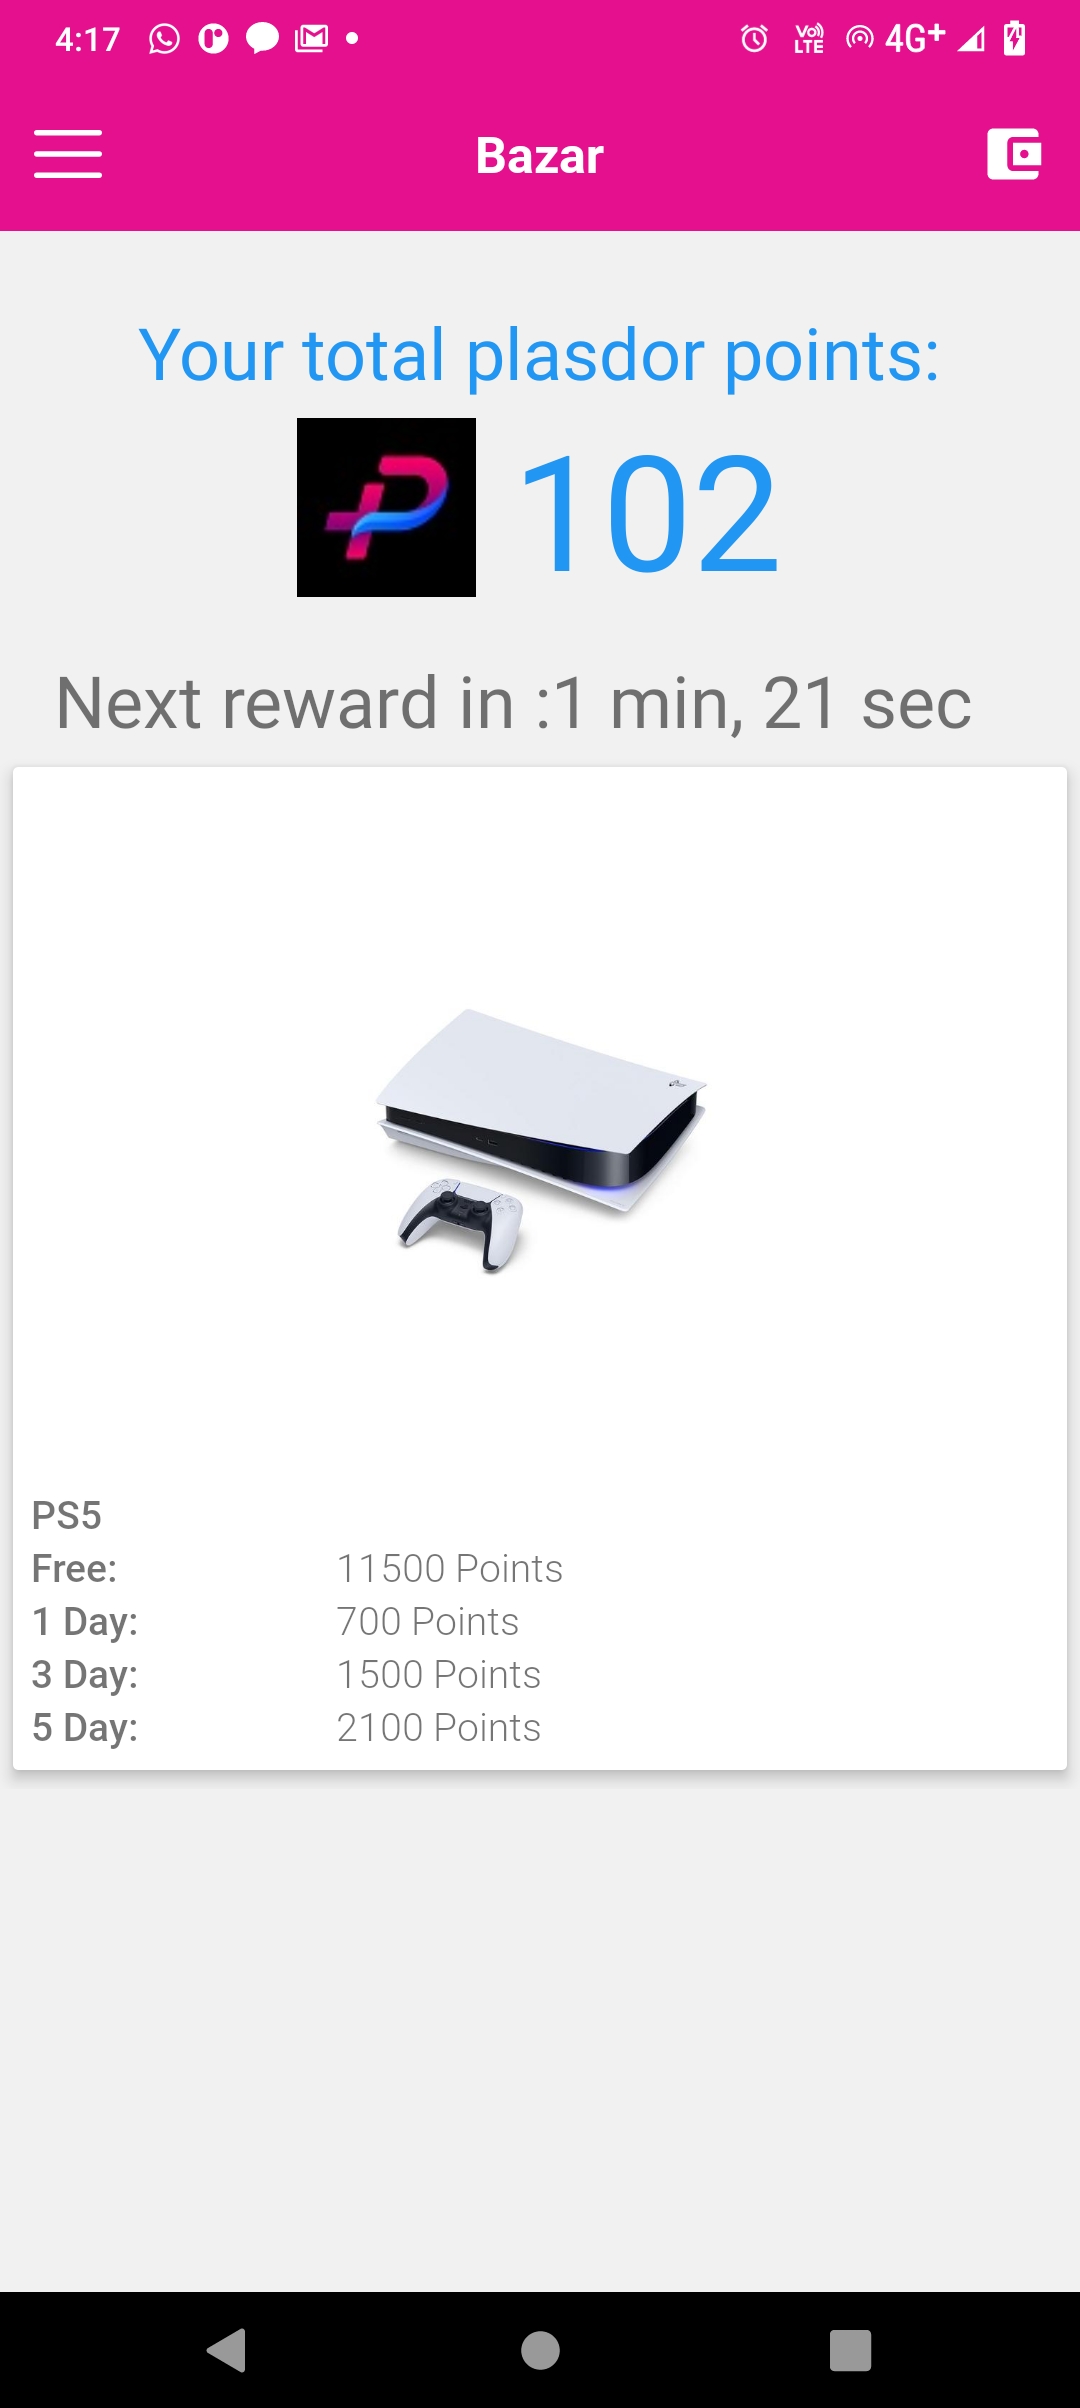 4:17
Vo)) LTE 4G+
Bazar
Your total plasdor points:
102
Next reward in :1 min, 21 sec
PS5
Free: 11500 Points
1 Day: 700 Points
3 Day: 1500 Points
5 Day: 2100 Points